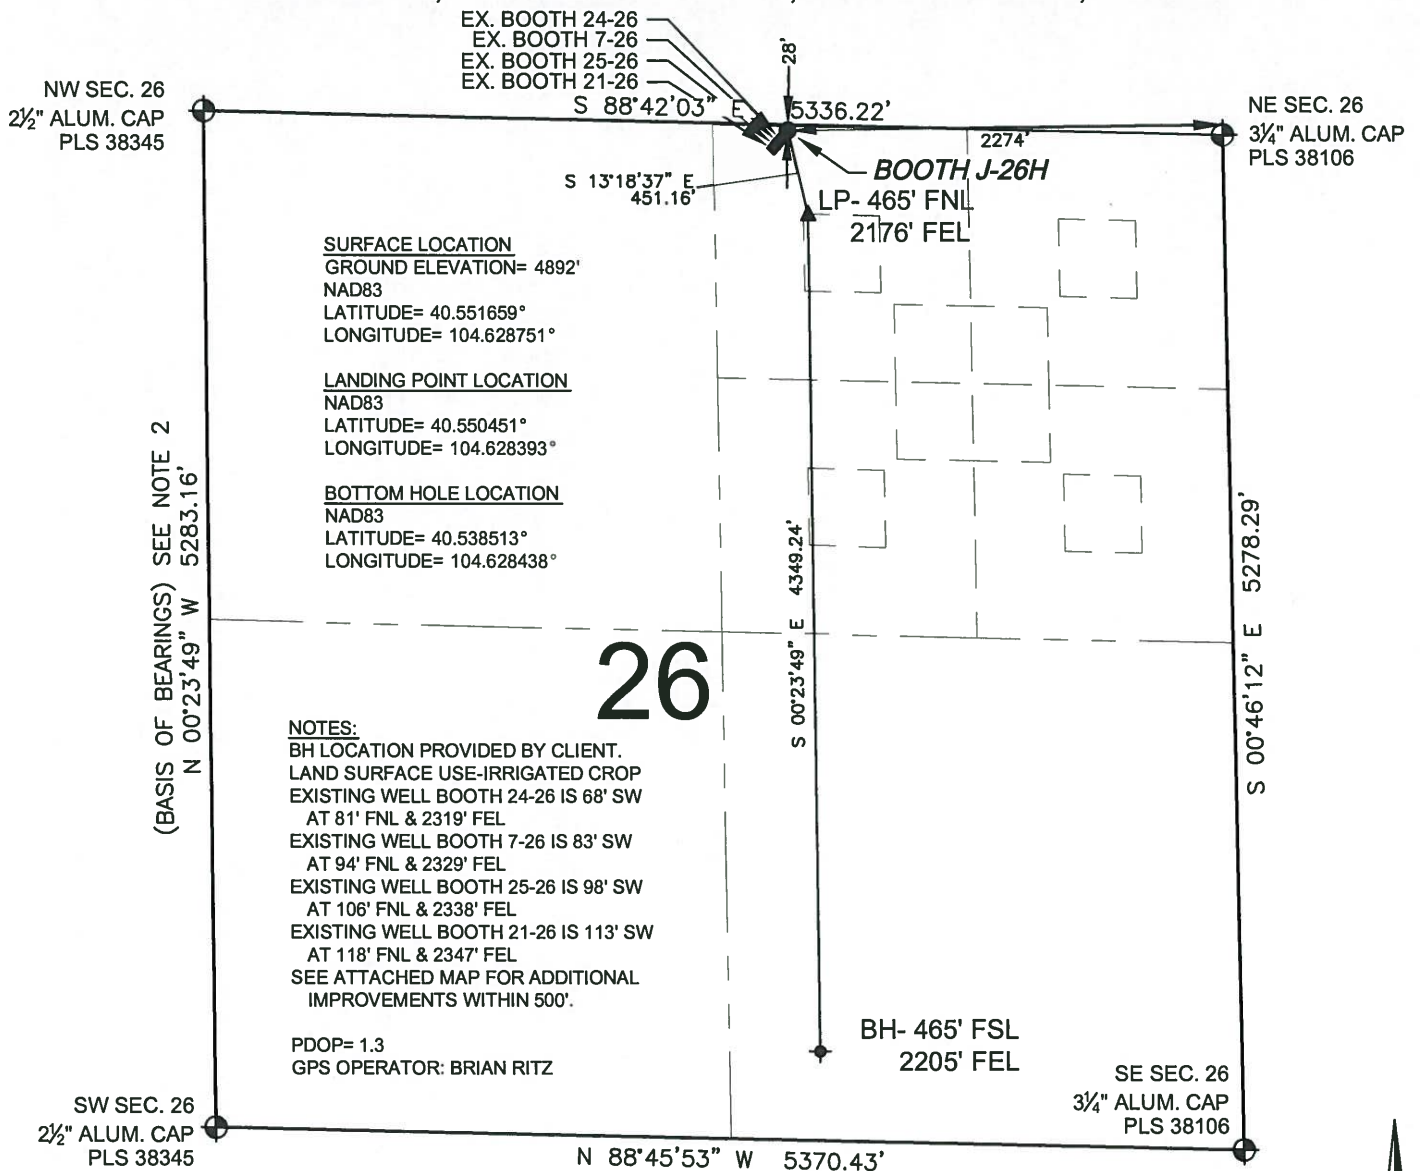 EX. BOOTH 24-26
EX. BOOTH 7-26
EX. BOOTH 25-26
EX. BOOTH 21-26
28'
NW SEC. 26
2½" ALUM. CAP
PLS 38345
S 88°42'03" E 5336.22'
2274'
NE SEC. 26
3¼" ALUM. CAP
PLS 38106
BOOTH J-26H
S 13°18'37" E
451.16'
LP- 465' FNL
2176' FEL
SURFACE LOCATION
GROUND ELEVATION= 4892'
NAD83
LATITUDE= 40.551659°
LONGITUDE= 104.628751°
LANDING POINT LOCATION
NAD83
LATITUDE= 40.550451°
LONGITUDE= 104.628393°
BOTTOM HOLE LOCATION
NAD83
LATITUDE= 40.538513°
LONGITUDE= 104.628438°
(BASIS OF BEARINGS) SEE NOTE 2
N 00°23'49" W 5283.16'
S 00°23'49" E 4349.24'
S 00°46'12" E 5278.29'
26
NOTES:
BH LOCATION PROVIDED BY CLIENT.
LAND SURFACE USE-IRRIGATED CROP
EXISTING WELL BOOTH 24-26 IS 68' SW
AT 81' FNL & 2319' FEL
EXISTING WELL BOOTH 7-26 IS 83' SW
AT 94' FNL & 2329' FEL
EXISTING WELL BOOTH 25-26 IS 98' SW
AT 106' FNL & 2338' FEL
EXISTING WELL BOOTH 21-26 IS 113' SW
AT 118' FNL & 2347' FEL
SEE ATTACHED MAP FOR ADDITIONAL
IMPROVEMENTS WITHIN 500'.
PDOP= 1.3
GPS OPERATOR: BRIAN RITZ
BH- 465' FSL
2205' FEL
SW SEC. 26
2½" ALUM. CAP
PLS 38345
SE SEC. 26
3¼" ALUM. CAP
PLS 38106
N 88°45'53" W 5370.43'